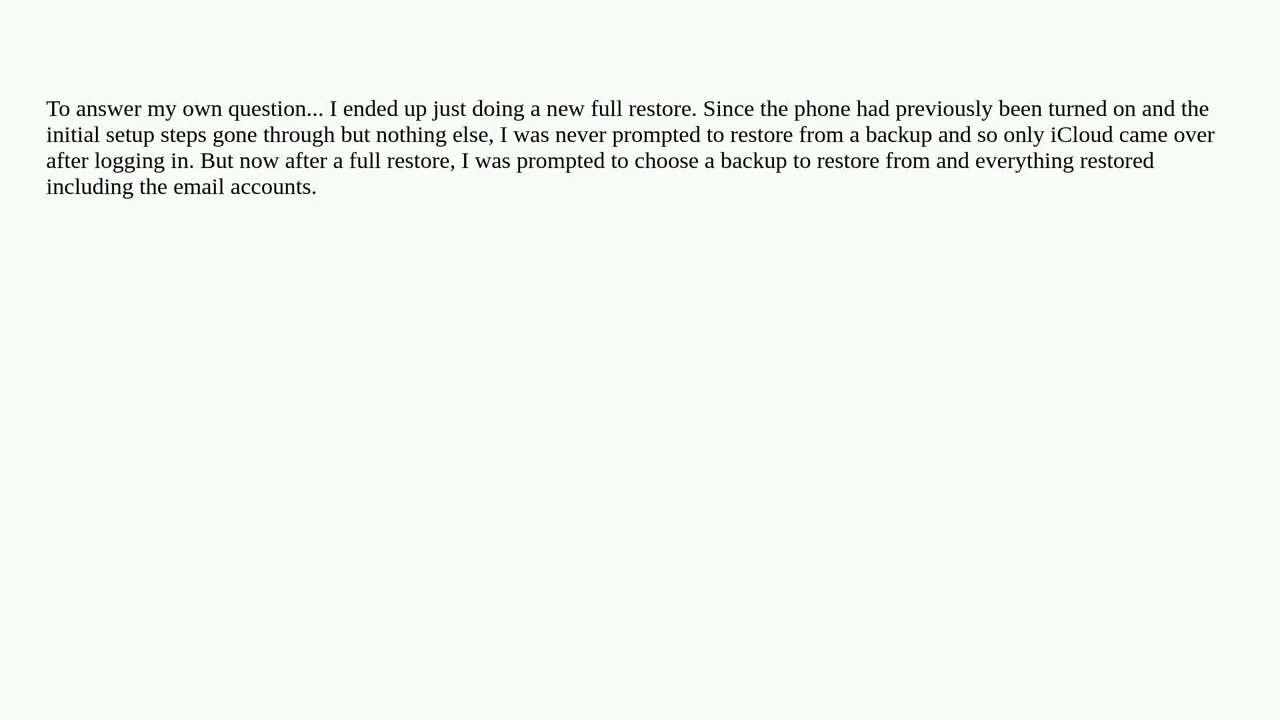 To answer my own question... I ended up just doing a new full restore. Since the phone had previously been turned on and the
initial setup steps gone through but nothing else, I was never prompted to restore from a backup and so only iCloud came over
after logging in. But now after a full restore, I was prompted to choose a backup to restore from and everything restored
including the email accounts.